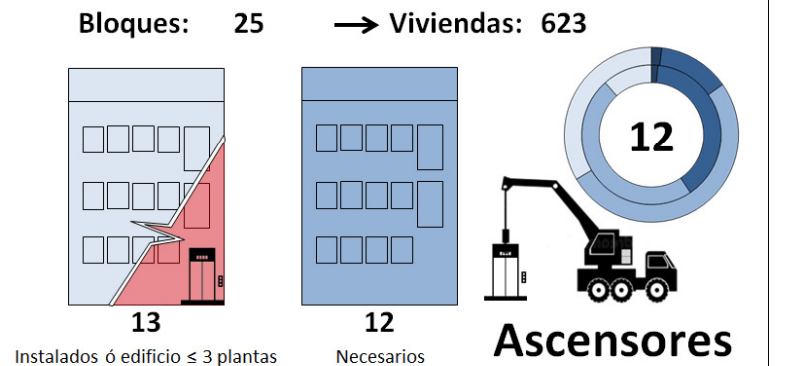 Bloques: 25 → Viviendas: 623
12
13
12
Instalados ó edificio ≤ 3 plantas
Necesarios
Ascensores